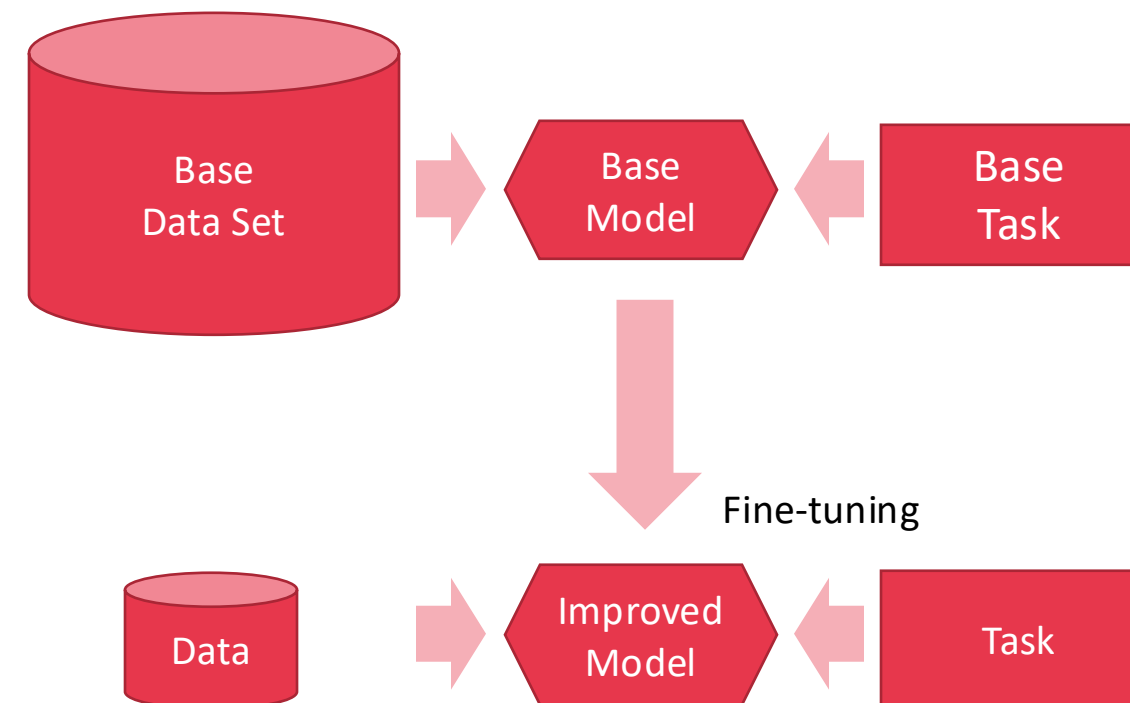 Base
Data Set
Base
Model
Base
Task
Fine-tuning
Data
Improved
Model
Task